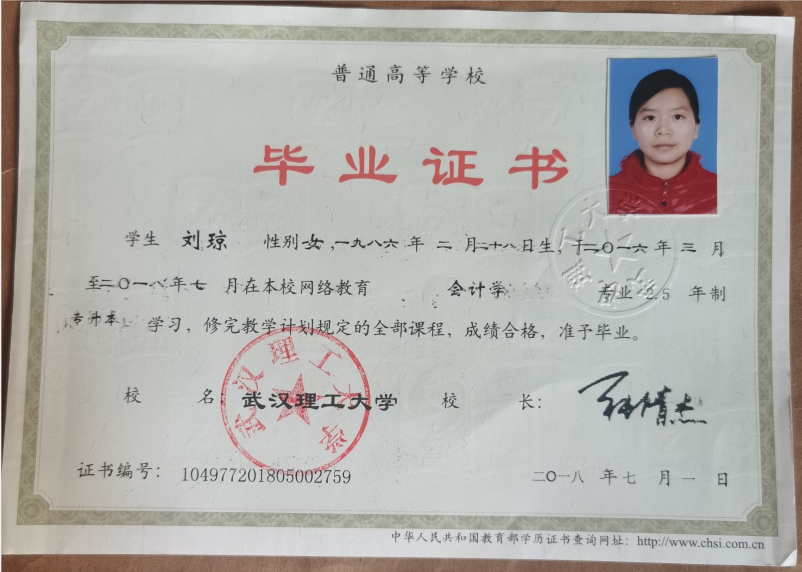 普通高等学校
毕业证书
学生 刘琼 性别 女，一九八六年 二 月二十八日生，于二〇一六年 三 月
至二〇一八年七 月在本校网络教育 会计学 专业 2.5 年制
专升本 学习，修完教学计划规定的全部课程，成绩合格，准予毕业。
校 名：武汉理工大学 校 长：
武汉理工大学
证书编号：104977201805002759 二〇一八 年 七 月 一 日
中华人民共和国教育部学历证书查询网址：http://www.chsi.com.cn